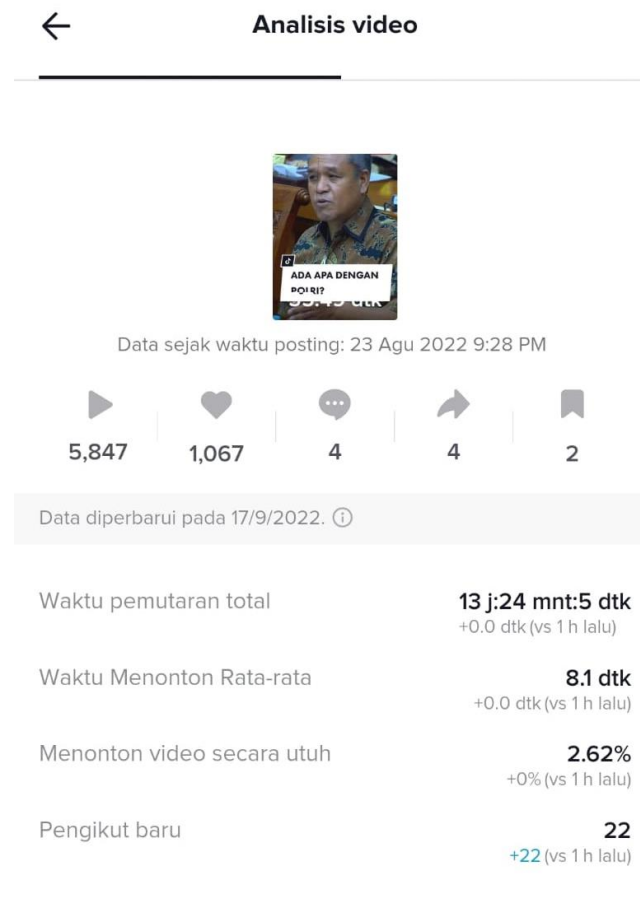 Analisis video
ADA APA DENGAN
POLRI?
Data sejak waktu posting: 23 Agu 2022 9:28 PM
5,847
1,067
4
4
2
Data diperbarui pada 17/9/2022.
Waktu pemutaran total
13 j:24 mnt:5 dtk
+0.0 dtk (vs 1 h lalu)
Waktu Menonton Rata-rata
8.1 dtk
+0.0 dtk (vs 1 h lalu)
Menonton video secara utuh
2.62%
+0% (vs 1 h lalu)
Pengikut baru
22
+22 (vs 1 h lalu)